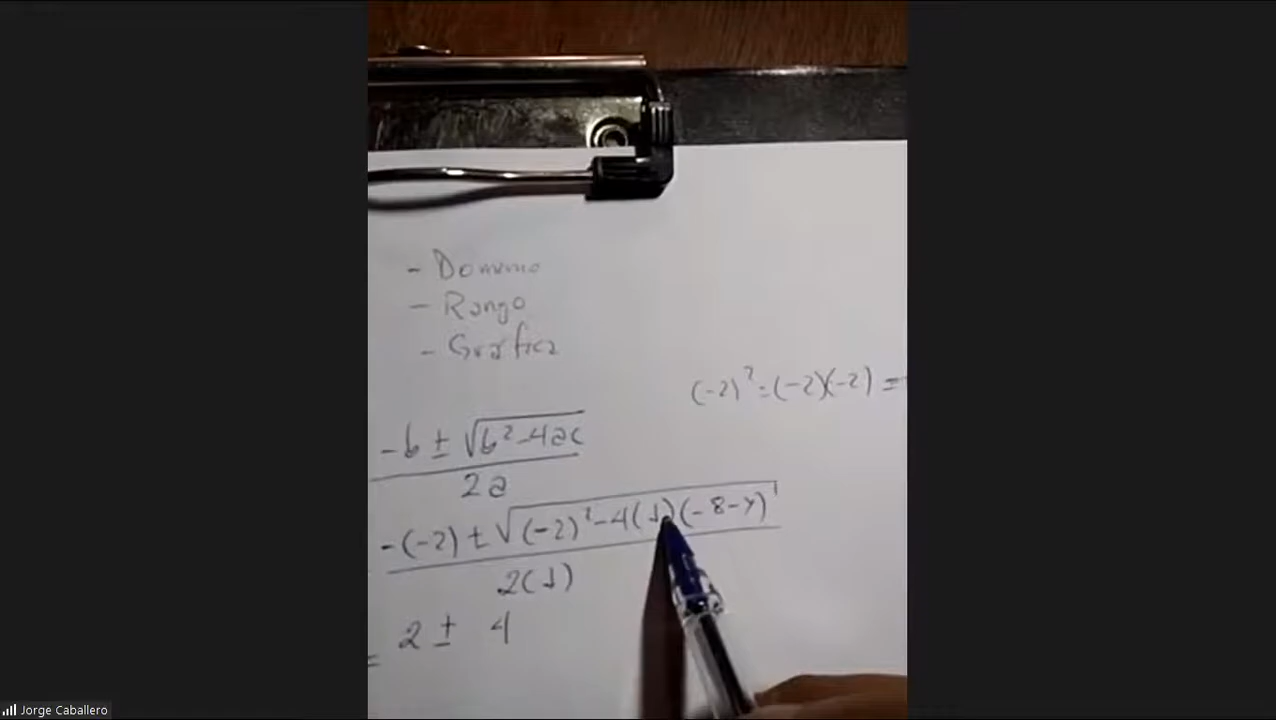 - Dominio
- Rango
- Gráfica
(-2)² = (-2)(-2) =
-b ± √b²-4ac
2a
-(-2) ± √(-2)²-4(1)(-8-y)
2(1)
= 2 ± 4
Jorge Caballero